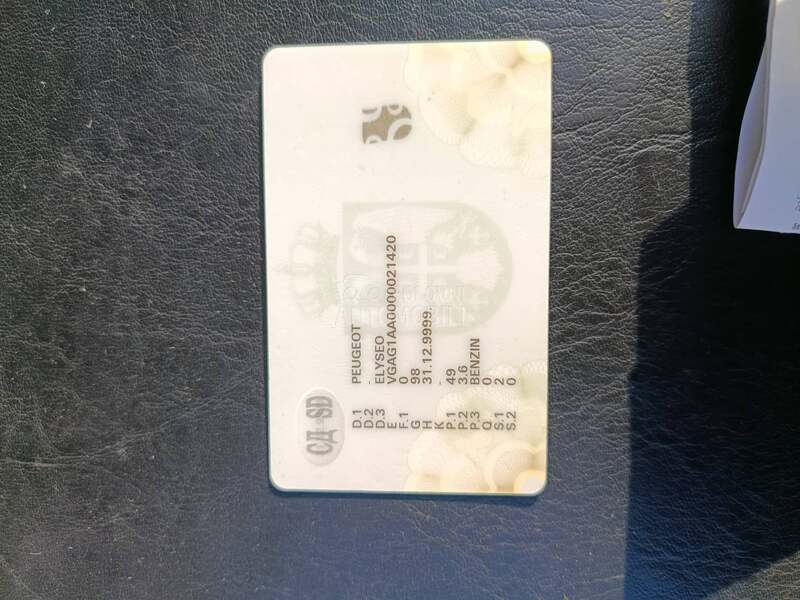 СД SD
D.1 PEUGEOT
D.2 -
D.3 ELYSEO
E VGAG1AA0000021420
F.1 0
G 98
H 31.12.9999.
K -
P.1 49
P.2 3.6
P.3 BENZIN
Q 0
S.1 2
S.2 0